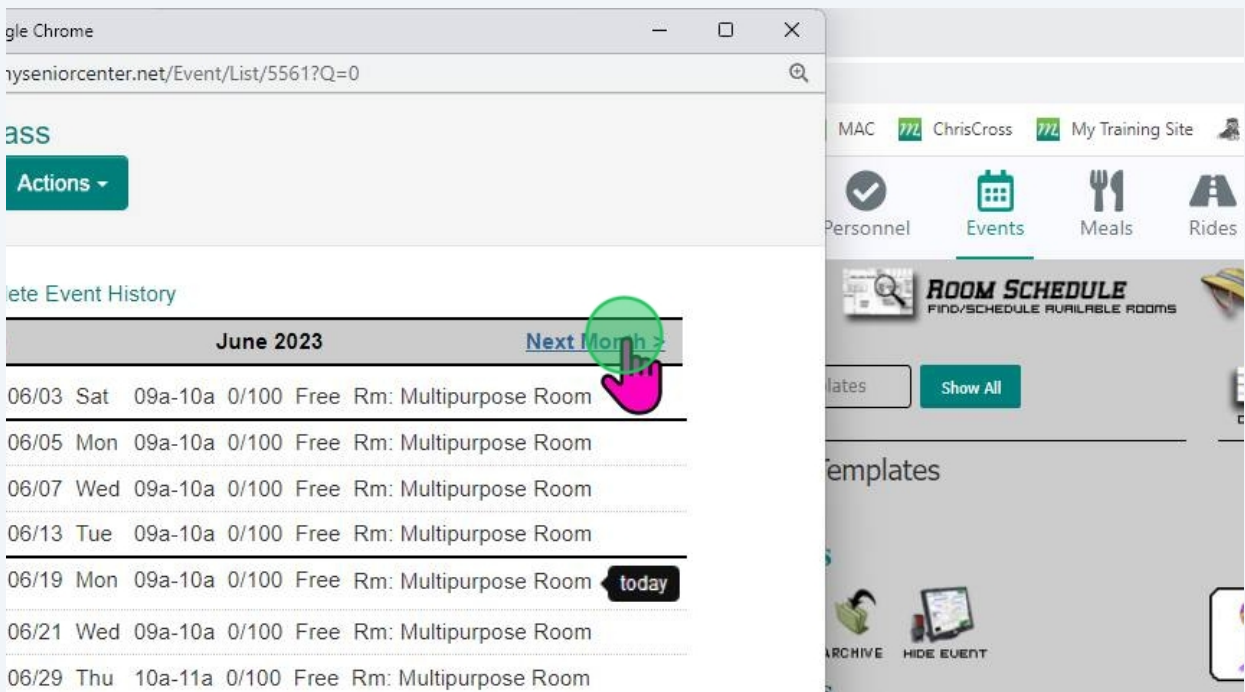 gle Chrome
nyseniorcenter.net/Event/List/5561?Q=0
ass
Actions
lete Event History
June 2023 Next Month >
06/03 Sat 09a-10a 0/100 Free Rm: Multipurpose Room
06/05 Mon 09a-10a 0/100 Free Rm: Multipurpose Room
06/07 Wed 09a-10a 0/100 Free Rm: Multipurpose Room
06/13 Tue 09a-10a 0/100 Free Rm: Multipurpose Room
06/19 Mon 09a-10a 0/100 Free Rm: Multipurpose Room today
06/21 Wed 09a-10a 0/100 Free Rm: Multipurpose Room
06/29 Thu 10a-11a 0/100 Free Rm: Multipurpose Room
MAC ChrisCross My Training Site
Personnel Events Meals Rides
ROOM SCHEDULE
FIND/SCHEDULE AVAILABLE ROOMS
lates Show All
Templates
ARCHIVE HIDE EVENT